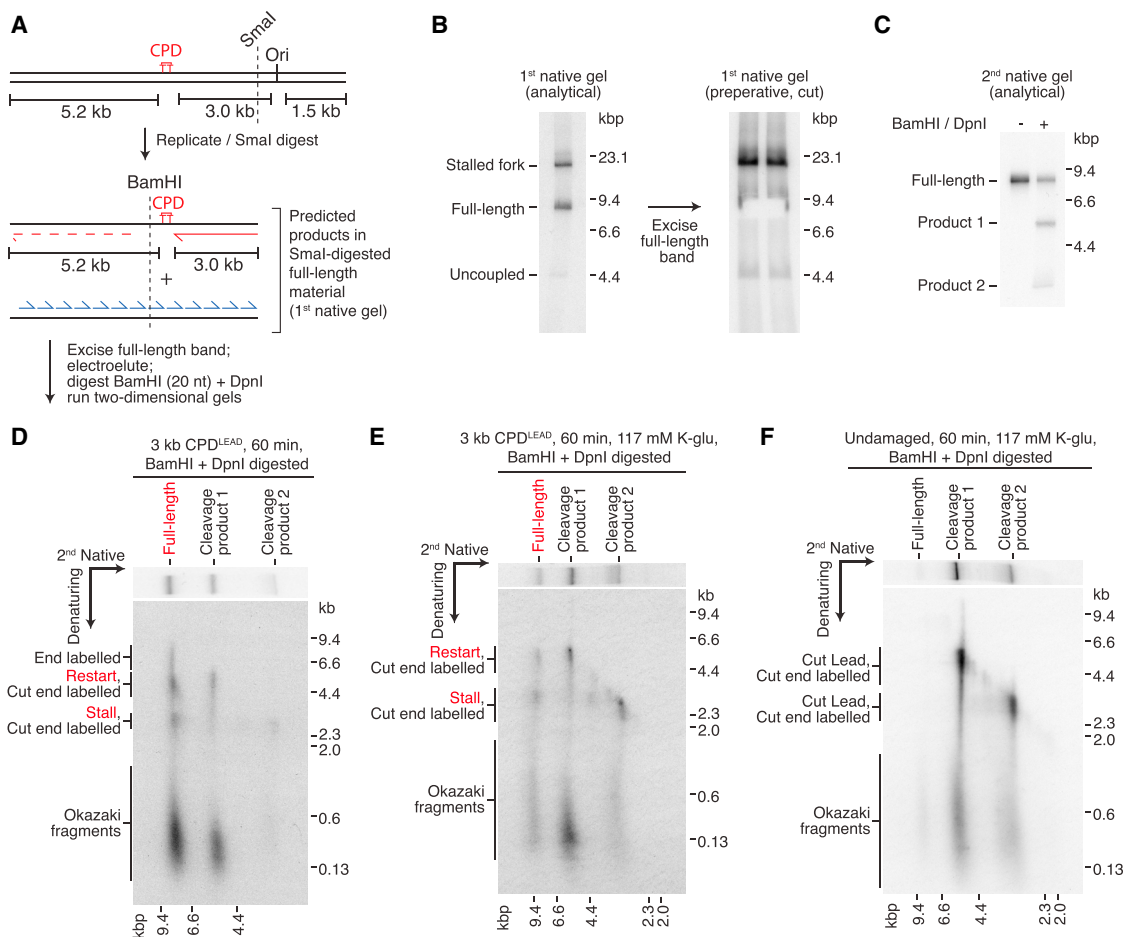 A
SmaI
CPD
Ori
5.2 kb
3.0 kb
1.5 kb
Replicate / SmaI digest
BamHI
CPD
5.2 kb
3.0 kb
+
Predicted
products in
SmaI-digested
full-length
material
(1st native gel)
Excise full-length band;
electroelute;
digest BamHI (20 nt) + DpnI
run two-dimensional gels
B
1st native gel
(analytical)
kbp
Stalled fork
23.1
Full-length
9.4
6.6
Uncoupled
4.4
Excise
full-length
band
1st native gel
(preperative, cut)
kbp
23.1
9.4
6.6
4.4
C
2nd native gel
(analytical)
BamHI / DpnI - +
kbp
Full-length
9.4
6.6
Product 1
4.4
Product 2
D
3 kb CPDLEAD, 60 min,
BamHI + DpnI digested
Full-length
Cleavage
product 1
Cleavage
product 2
2nd Native
Denaturing
kb
9.4
End labelled
6.6
Restart,
Cut end labelled
4.4
Stall,
Cut end labelled
2.3
2.0
Okazaki
fragments
0.6
0.13
kbp
9.4
6.6
4.4
E
3 kb CPDLEAD, 60 min, 117 mM K-glu,
BamHI + DpnI digested
Full-length
Cleavage
product 1
Cleavage
product 2
2nd Native
Denaturing
kb
9.4
6.6
Restart,
Cut end labelled
4.4
Stall,
Cut end labelled
2.3
2.0
Okazaki
fragments
0.6
0.13
kbp
9.4
6.6
4.4
2.3
2.0
F
Undamaged, 60 min, 117 mM K-glu,
BamHI + DpnI digested
Full-length
Cleavage
product 1
Cleavage
product 2
2nd Native
Denaturing
kb
9.4
6.6
Cut Lead,
Cut end labelled
4.4
Cut Lead,
Cut end labelled
2.3
2.0
Okazaki
fragments
0.6
0.13
kbp
9.4
6.6
4.4
2.3
2.0